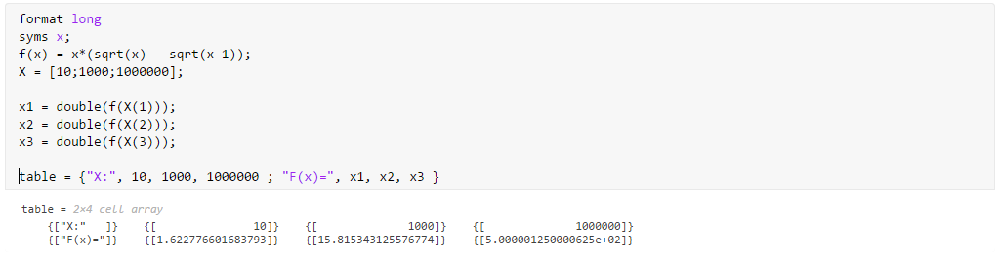 format long
syms x;
f(x) = x*(sqrt(x) - sqrt(x-1));
X = [10;1000;1000000];
x1 = double(f(X(1)));
x2 = double(f(X(2)));
x3 = double(f(X(3)));
table = {"X:", 10, 1000, 1000000 ; "F(x)=", x1, x2, x3 }
table = 2×4 cell array
{["X:" ]} {[ 10]} {[ 1000]} {[ 1000000]}
{["F(x)="]} {[1.622776601683793]} {[15.815343125576774]} {[5.000001250000625e+02]}